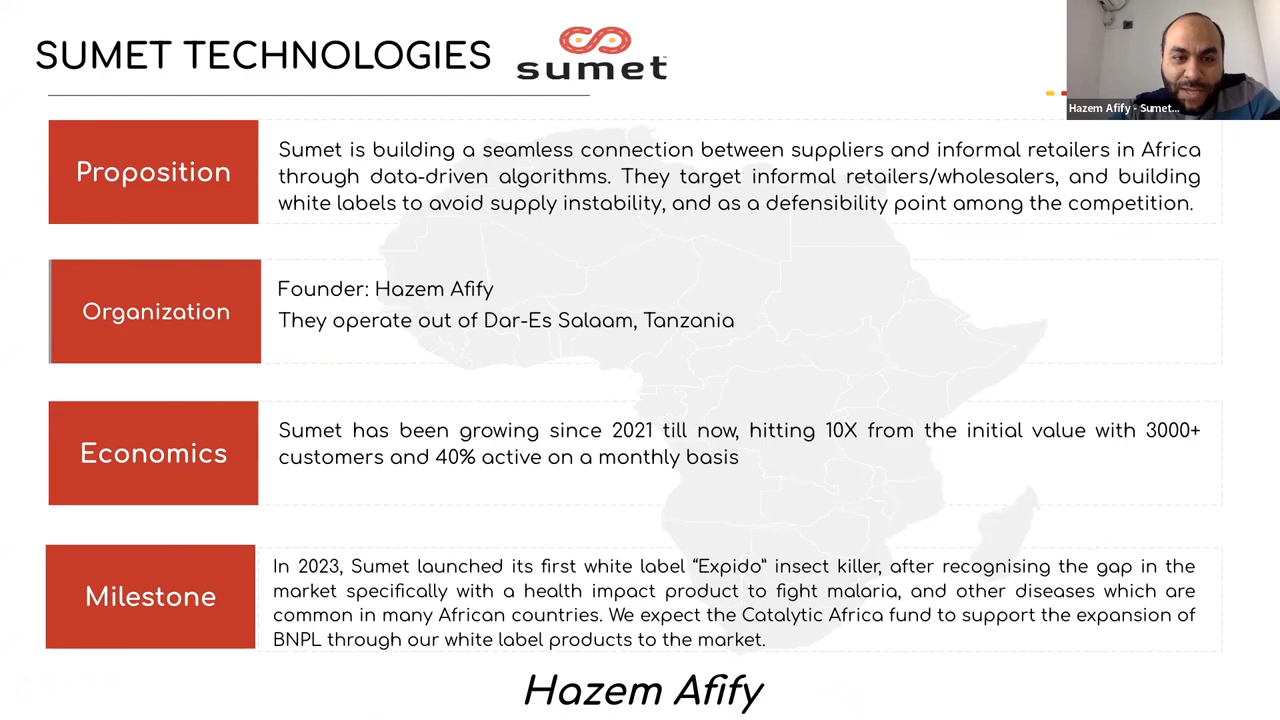 SUMET TECHNOLOGIES
sumet
Hazem Afify - Sumet...
Proposition
Sumet is building a seamless connection between suppliers and informal retailers in Africa
through data-driven algorithms. They target informal retailers/wholesalers, and building
white labels to avoid supply instability, and as a defensibility point among the competition.
Organization
Founder: Hazem Afify
They operate out of Dar-Es Salaam, Tanzania
Economics
Sumet has been growing since 2021 till now, hitting 10X from the initial value with 3000+
customers and 40% active on a monthly basis
Milestone
In 2023, Sumet launched its first white label “Expido” insect killer, after recognising the gap in the
market specifically with a health impact product to fight malaria, and other diseases which are
common in many African countries. We expect the Catalytic Africa fund to support the expansion of
BNPL through our white label products to the market.
Hazem Afify